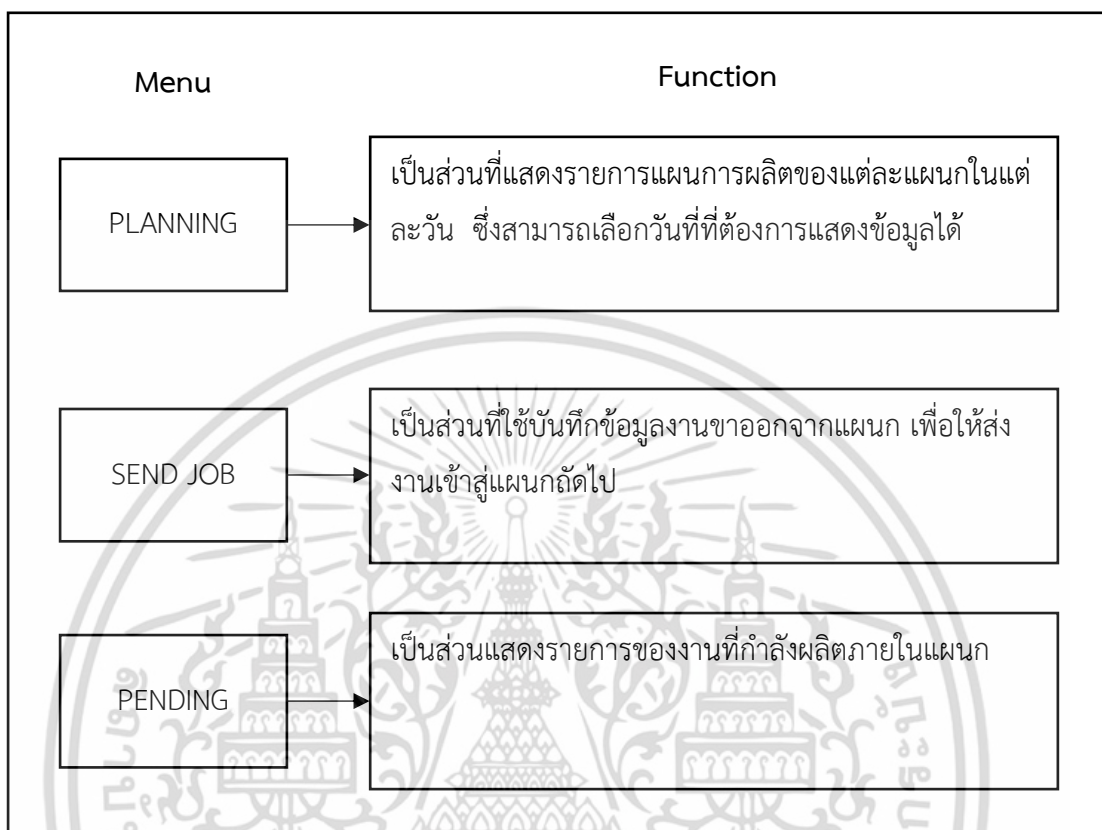 Menu
Function
PLANNING
เป็นส่วนที่แสดงรายการแผนการผลิตของแต่ละแผนกในแต่
ละวัน ซึ่งสามารถเลือกวันที่ที่ต้องการแสดงข้อมูลได้
SEND JOB
เป็นส่วนที่ใช้บันทึกข้อมูลงานขาออกจากแผนก เพื่อให้ส่ง
งานเข้าสู่แผนกถัดไป
PENDING
เป็นส่วนแสดงรายการของงานที่กำลังผลิตภายในแผนก